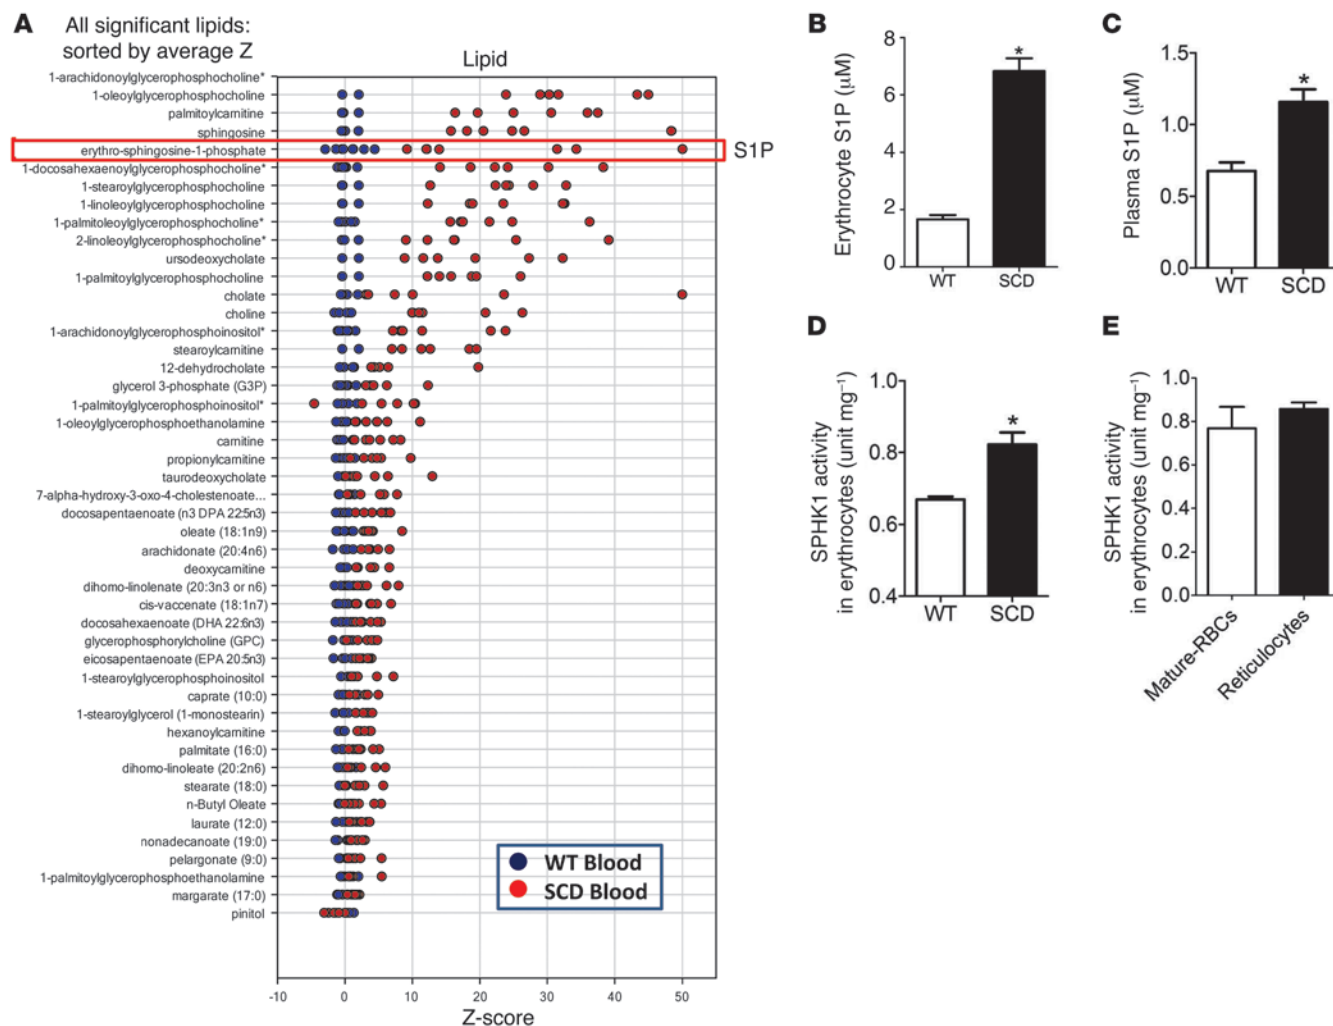 A
All significant lipids:
sorted by average Z
Lipid
1-arachidonoylglycerophosphocholine*
1-oleoylglycerophosphocholine
palmitoylcarnitine
sphingosine
erythro-sphingosine-1-phosphate
S1P
1-docosahexaenoylglycerophosphocholine*
1-stearoylglycerophosphocholine
1-linoleoylglycerophosphocholine
1-palmitoleoylglycerophosphocholine*
2-linoleoylglycerophosphocholine*
ursodeoxycholate
1-palmitoylglycerophosphocholine
cholate
choline
1-arachidonoylglycerophosphoinositol*
stearoylcarnitine
12-dehydrocholate
glycerol 3-phosphate (G3P)
1-palmitoylglycerophosphoinositol*
1-oleoylglycerophosphoethanolamine
carnitine
propionylcarnitine
taurodeoxycholate
7-alpha-hydroxy-3-oxo-4-cholestenoate...
docosapentaenoate (n3 DPA 22:5n3)
oleate (18:1n9)
arachidonate (20:4n6)
deoxycarnitine
dihomo-linolenate (20:3n3 or n6)
cis-vaccenate (18:1n7)
docosahexaenoate (DHA 22:6n3)
glycerophosphorylcholine (GPC)
eicosapentaenoate (EPA 20:5n3)
1-stearoylglycerophosphoinositol
caprate (10:0)
1-stearoylglycerol (1-monostearin)
hexanoylcarnitine
palmitate (16:0)
dihomo-linoleate (20:2n6)
stearate (18:0)
n-Butyl Oleate
laurate (12:0)
nonadecanoate (19:0)
pelargonate (9:0)
1-palmitoylglycerophosphoethanolamine
margarate (17:0)
pinitol
WT Blood
SCD Blood
-10 0 10 20 30 40 50
Z-score
B
Erythrocyte S1P (μM)
8
6
4
2
0
*
WT SCD
C
Plasma S1P (μM)
1.5
1.0
0.5
0.0
*
WT SCD
D
SPHK1 activity
in erythrocytes (unit mg⁻¹)
1.0
0.8
0.6
0.4
*
WT SCD
E
SPHK1 activity
in erythrocytes (unit mg⁻¹)
1.0
0.8
0.6
0.4
0.2
0.0
Mature-RBCs
Reticulocytes